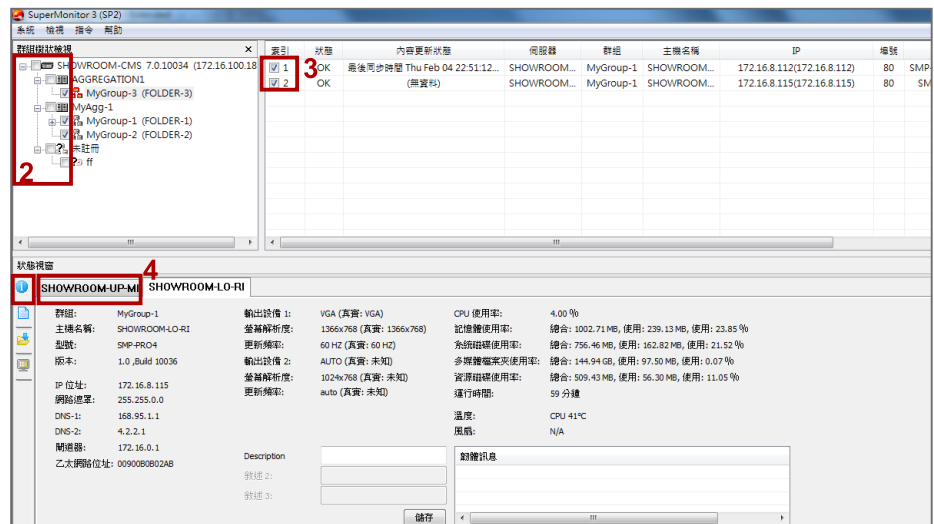 SuperMonitor 3 (SP2)
系統 檢視 指令 幫助
群組樹狀檢視 ×
SHOWROOM-CMS 7.0.10034 (172.16.100.18
AGGREGATION1
MyGroup-3 (FOLDER-3)
MyAgg-1
MyGroup-1 (FOLDER-1)
MyGroup-2 (FOLDER-2)
未註冊
ff
2
索引 狀態 內容更新狀態 伺服器 群組 主機名稱 IP 埠號
1 OK 最後同步時間 Thu Feb 04 22:51:12... SHOWROOM... MyGroup-1 SHOWROOM... 172.16.8.112(172.16.8.112) 80 SMP-
2 OK (無資料) SHOWROOM... MyGroup-1 SHOWROOM... 172.16.8.115(172.16.8.115) 80 SM
3
狀態視窗
4
SHOWROOM-UP-MI SHOWROOM-LO-RI
群組: MyGroup-1
主機名稱: SHOWROOM-LO-RI
型號: SMP-PRO4
版本: 1.0 ,Build 10036
IP 位址: 172.16.8.115
網路遮罩: 255.255.0.0
DNS-1: 168.95.1.1
DNS-2: 4.2.2.1
閘道器: 172.16.0.1
乙太網路位址: 00900B0B02AB
輸出設備 1: VGA (真實: VGA)
螢幕解析度: 1366x768 (真實: 1366x768)
更新頻率: 60 HZ (真實: 60 HZ)
輸出設備 2: AUTO (真實: 未知)
螢幕解析度: 1024x768 (真實: 未知)
更新頻率: auto (真實: 未知)
Description
敘述 2:
敘述 3:
儲存
CPU 使用率: 4.00 %
記憶體使用率: 總合: 1002.71 MB, 使用: 239.13 MB, 使用: 23.85 %
系統磁碟使用率: 總合: 756.46 MB, 使用: 162.82 MB, 使用: 21.52 %
多媒體檔案夾使用率: 總合: 144.94 GB, 使用: 97.50 MB, 使用: 0.07 %
資源磁碟使用率: 總合: 509.43 MB, 使用: 56.30 MB, 使用: 11.05 %
運行時間: 59 分鐘
溫度: CPU 41°C
風扇: N/A
韌體訊息